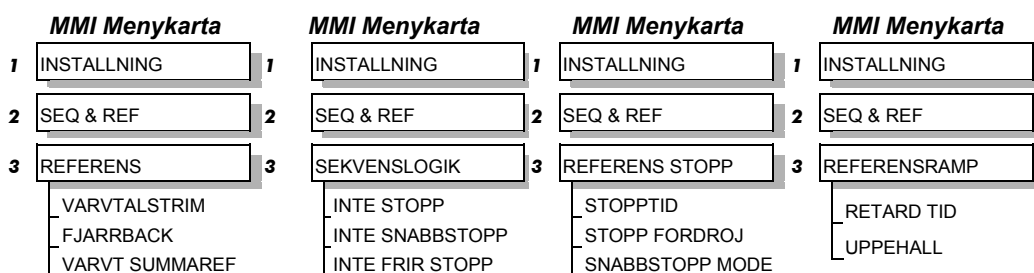 MMI Menykarta
1 INSTALLNING
2 SEQ & REF
3 REFERENS
VARVTALSTRIM
FJARRBACK
VARVT SUMMAREF
MMI Menykarta
1 INSTALLNING
2 SEQ & REF
3 SEKVENSLOGIK
INTE STOPP
INTE SNABBSTOPP
INTE FRIR STOPP
MMI Menykarta
1 INSTALLNING
2 SEQ & REF
3 REFERENS STOPP
STOPPTID
STOPP FORDROJ
SNABBSTOPP MODE
MMI Menykarta
1 INSTALLNING
2 SEQ & REF
3 REFERENSRAMP
RETARD TID
UPPEHALL